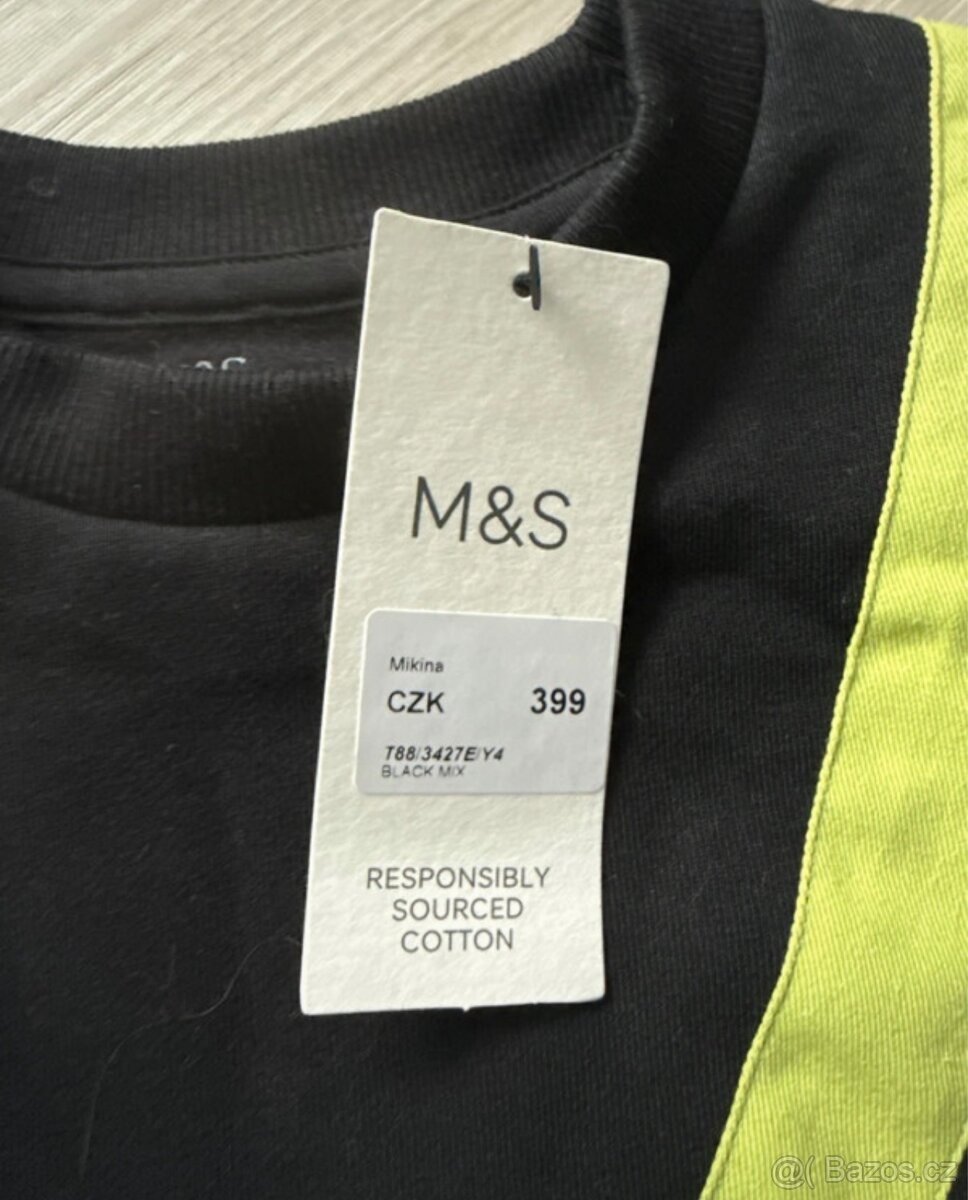 M&S
Mikina
CZK 399
T88/3427E/Y4
BLACK MIX
RESPONSIBLY
SOURCED
COTTON
@( Bazos.cz